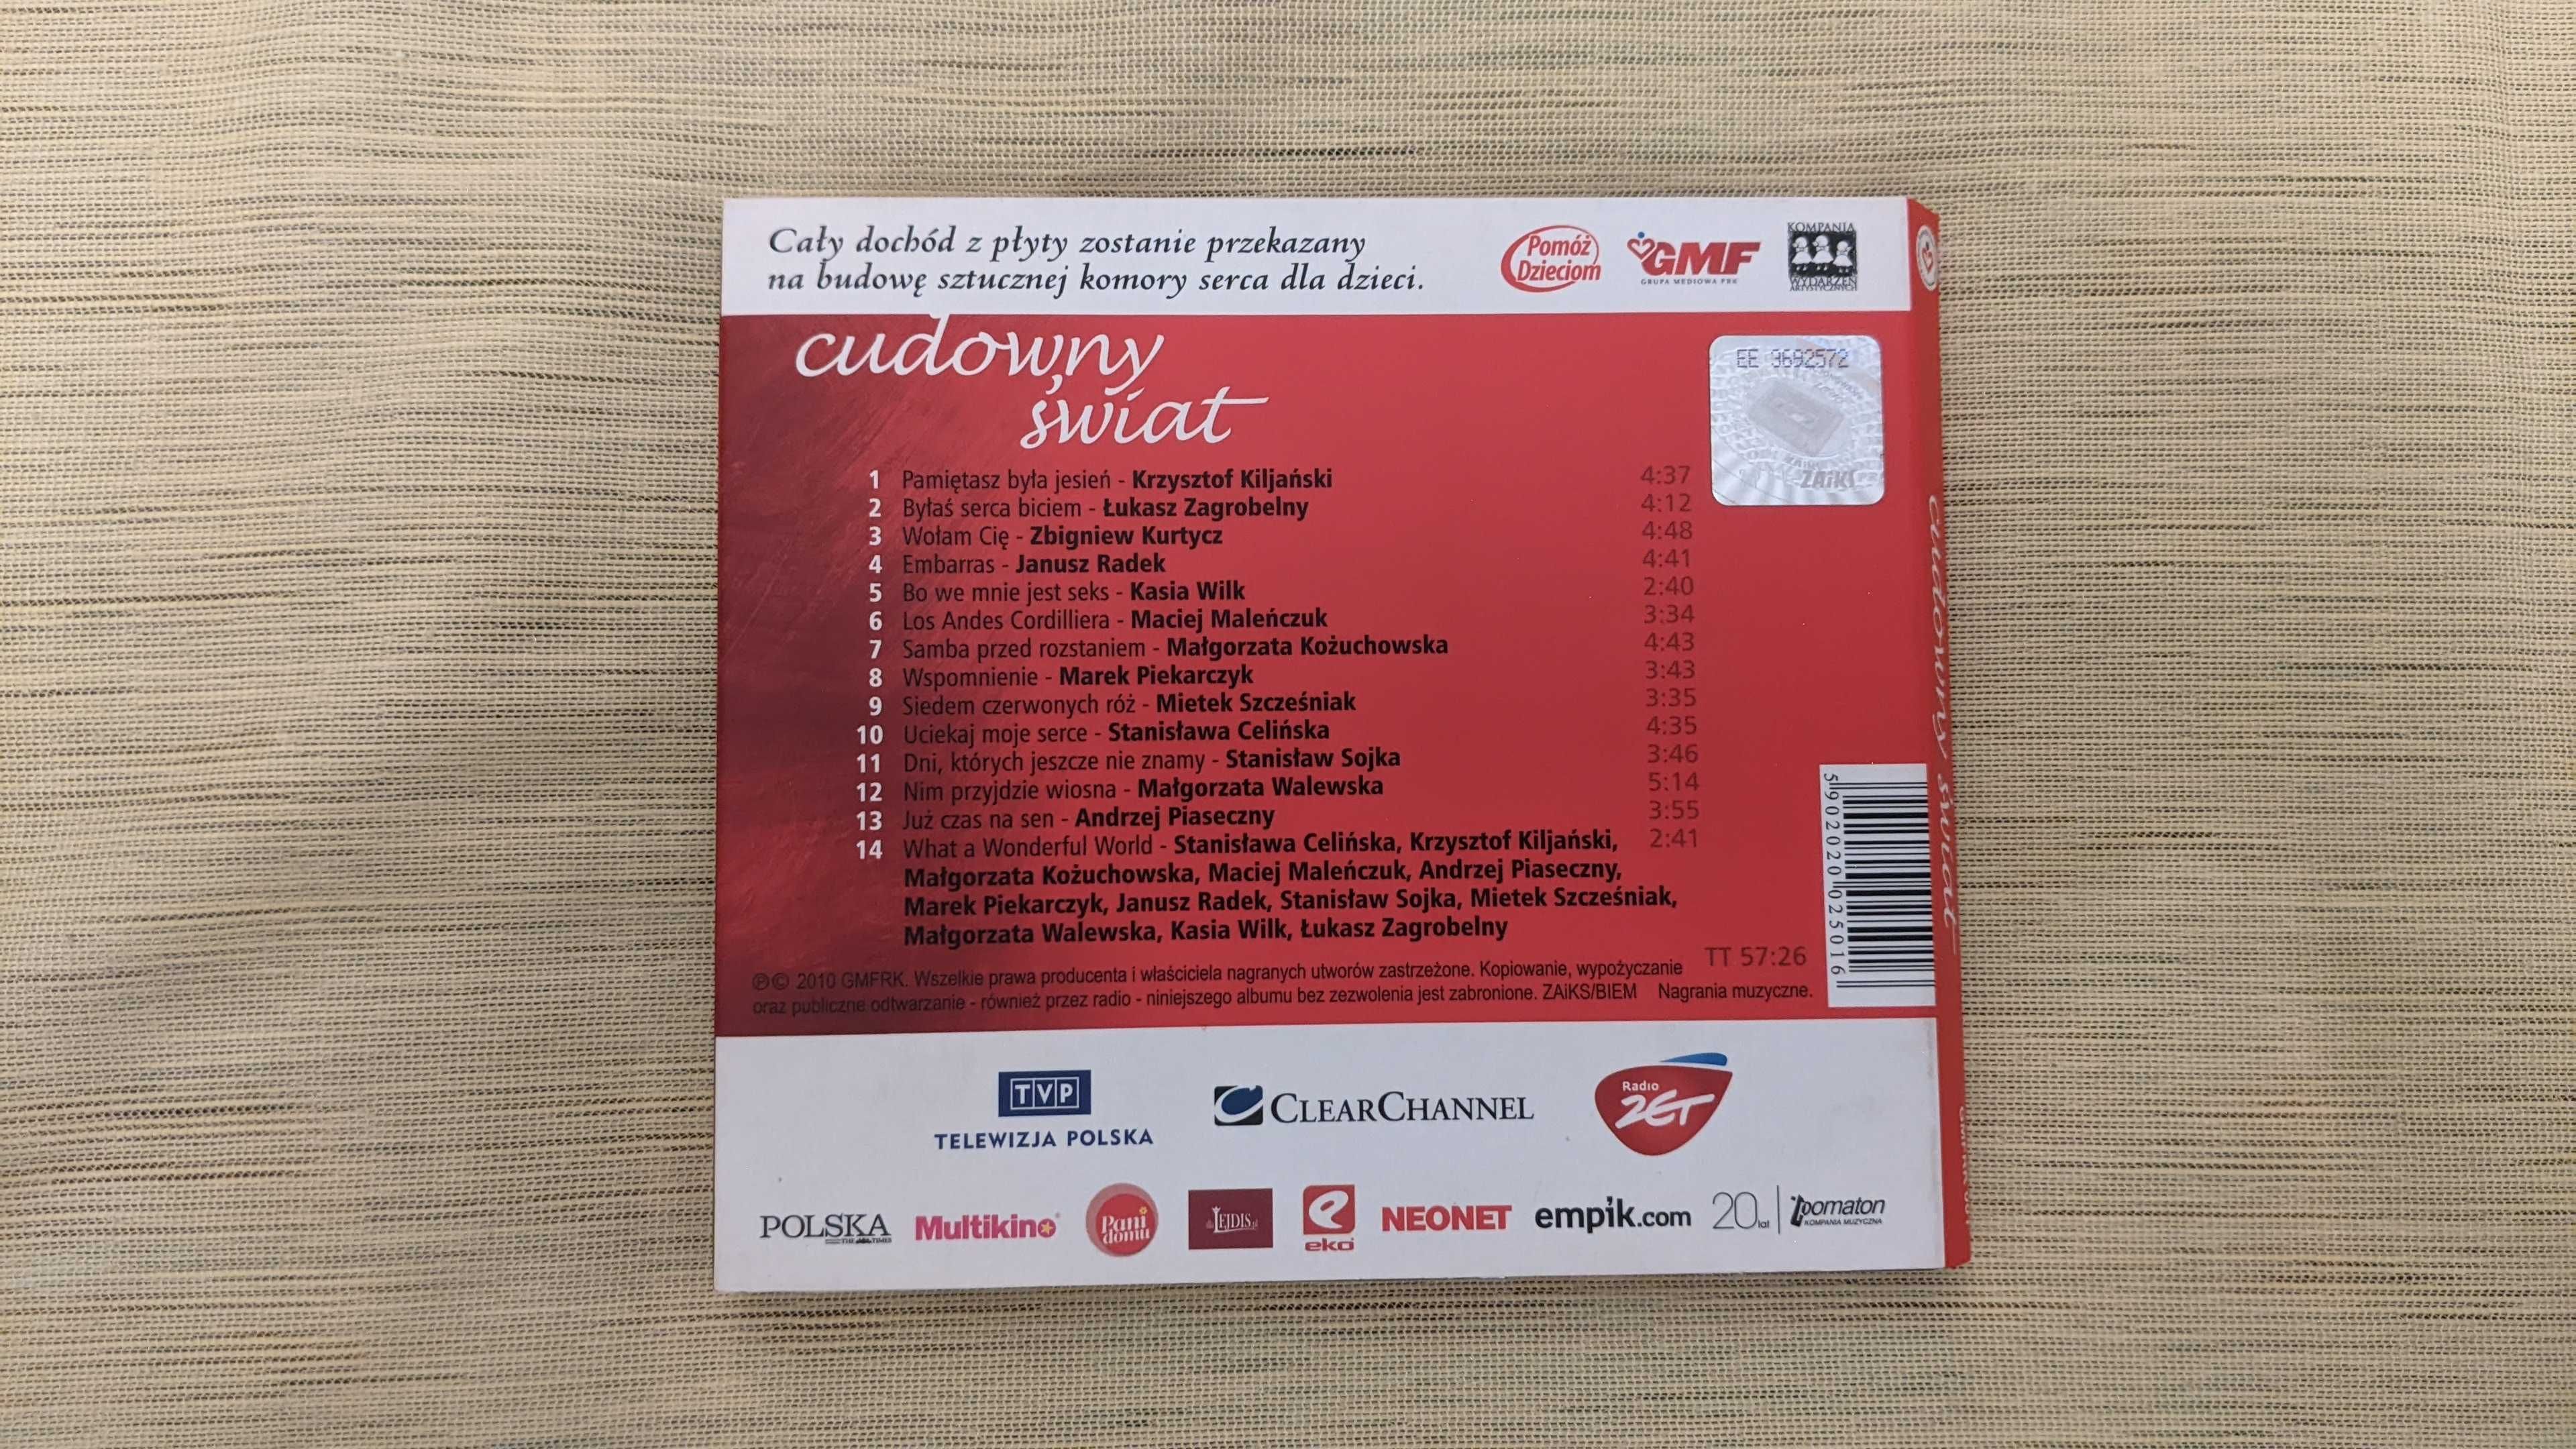 Cały dochód z płyty zostanie przekazany
na budowę sztucznej komory serca dla dzieci.
Pomóż
Dzieciom
GMF
GRUPA MEDIOWA FRK
KOMPANIA
WYDARZEŃ
ARTYSTYCZNYCH
cudowny
świat
EE 3692572
ZAiKS
1 Pamiętasz była jesień - Krzysztof Kiljański 4:37
2 Byłaś serca biciem - Łukasz Zagrobelny 4:12
3 Wołam Cię - Zbigniew Kurtycz 4:48
4 Embarras - Janusz Radek 4:41
5 Bo we mnie jest seks - Kasia Wilk 2:40
6 Los Andes Cordilliera - Maciej Maleńczuk 3:34
7 Samba przed rozstaniem - Małgorzata Kożuchowska 4:43
8 Wspomnienie - Marek Piekarczyk 3:43
9 Siedem czerwonych róż - Mietek Szcześniak 3:35
10 Uciekaj moje serce - Stanisława Celińska 4:35
11 Dni, których jeszcze nie znamy - Stanisław Sojka 3:46
12 Nim przyjdzie wiosna - Małgorzata Walewska 5:14
13 Już czas na sen - Andrzej Piaseczny 3:55
14 What a Wonderful World - Stanisława Celińska, Krzysztof Kiljański, 2:41
Małgorzata Kożuchowska, Maciej Maleńczuk, Andrzej Piaseczny,
Marek Piekarczyk, Janusz Radek, Stanisław Sojka, Mietek Szcześniak,
Małgorzata Walewska, Kasia Wilk, Łukasz Zagrobelny
TT 57:26
℗© 2010 GMFRK. Wszelkie prawa producenta i właściciela nagranych utworów zastrzeżone. Kopiowanie, wypożyczanie
oraz publiczne odtwarzanie - również przez radio - niniejszego albumu bez zezwolenia jest zabronione. ZAiKS/BIEM Nagrania muzyczne.
5 902020 025016
cudowny świat
TVP
TELEWIZJA POLSKA
CLEARCHANNEL
Radio
ZET
POLSKA
THE TIMES
Multikino
Pani
domu
dlaLEJDIS.pl
eko
NEONET
empik.com
20 lat
pomaton
KOMPANIA MUZYCZNA